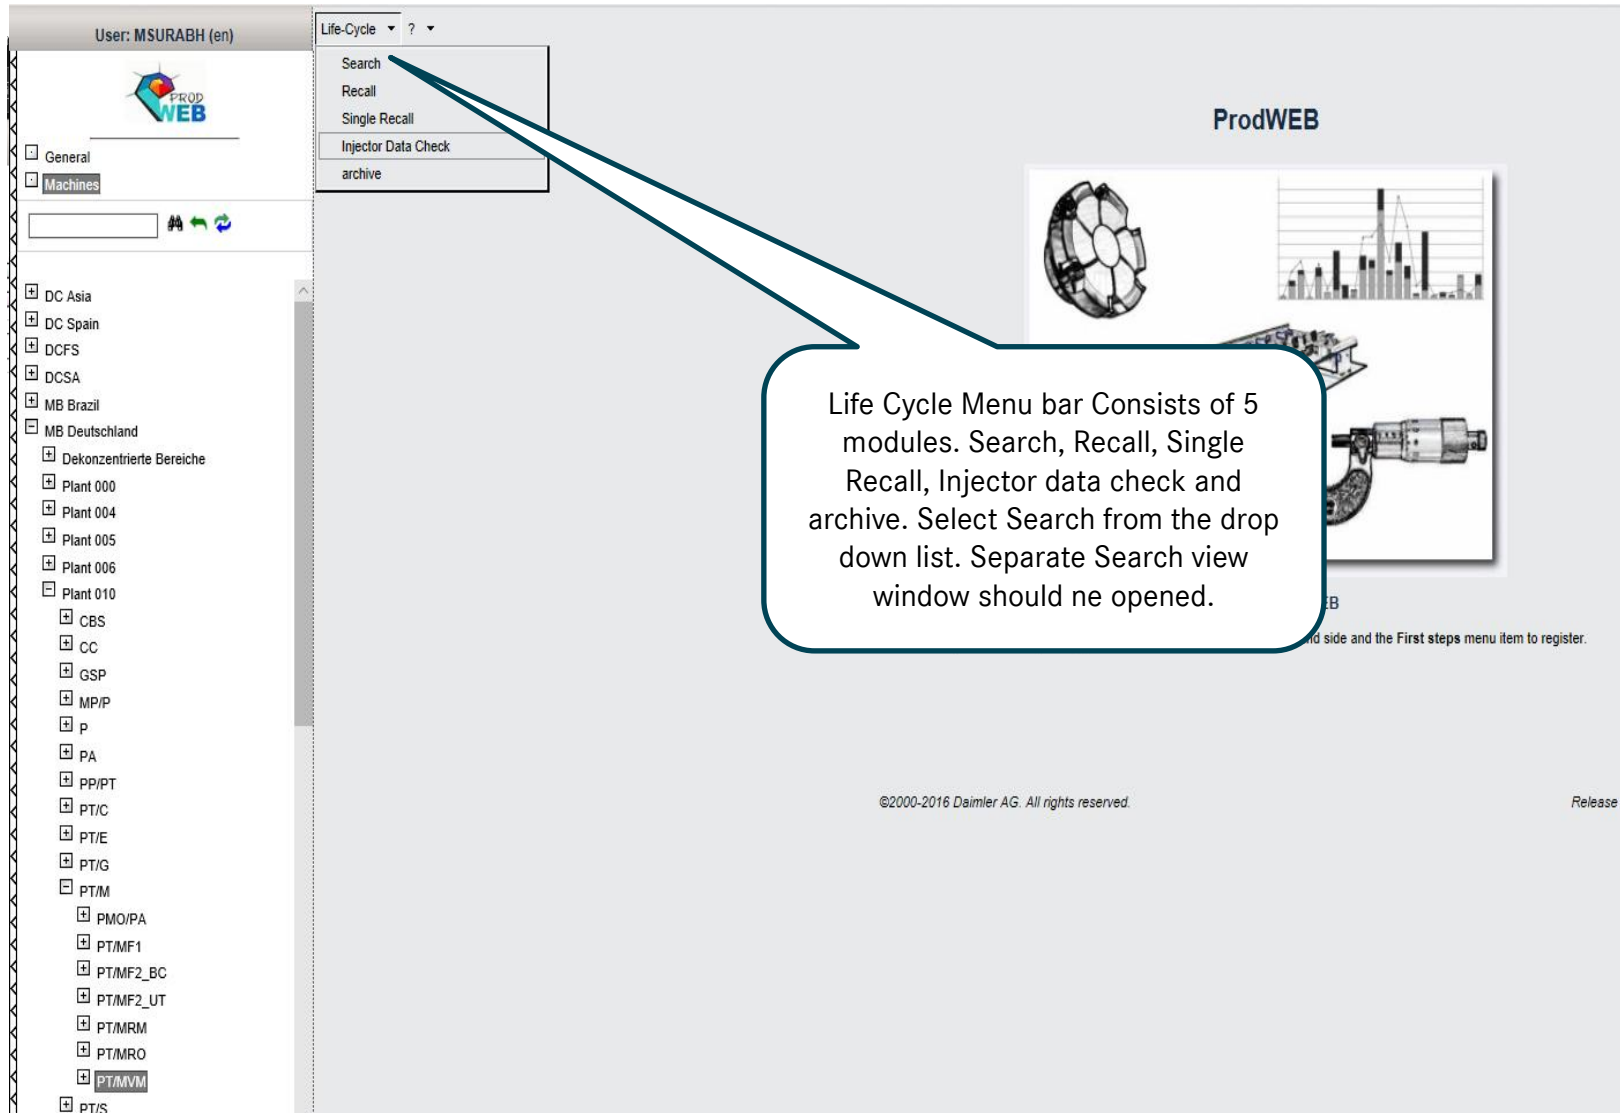 User: MSURABH (en)
Life-Cycle ?
Search
Recall
Single Recall
Injector Data Check
archive
PROD
WEB
General
Machines
DC Asia
DC Spain
DCFS
DCSA
MB Brazil
MB Deutschland
Dekonzentrierte Bereiche
Plant 000
Plant 004
Plant 005
Plant 006
Plant 010
CBS
CC
GSP
MP/P
P
PA
PP/PT
PT/C
PT/E
PT/G
PT/M
PMO/PA
PT/MF1
PT/MF2_BC
PT/MF2_UT
PT/MRM
PT/MRO
PT/MVM
PT/S
ProdWEB
Life Cycle Menu bar Consists of 5
modules. Search, Recall, Single
Recall, Injector data check and
archive. Select Search from the drop
down list. Separate Search view
window should ne opened.
side and the First steps menu item to register.
©2000-2016 Daimler AG. All rights reserved.
Release